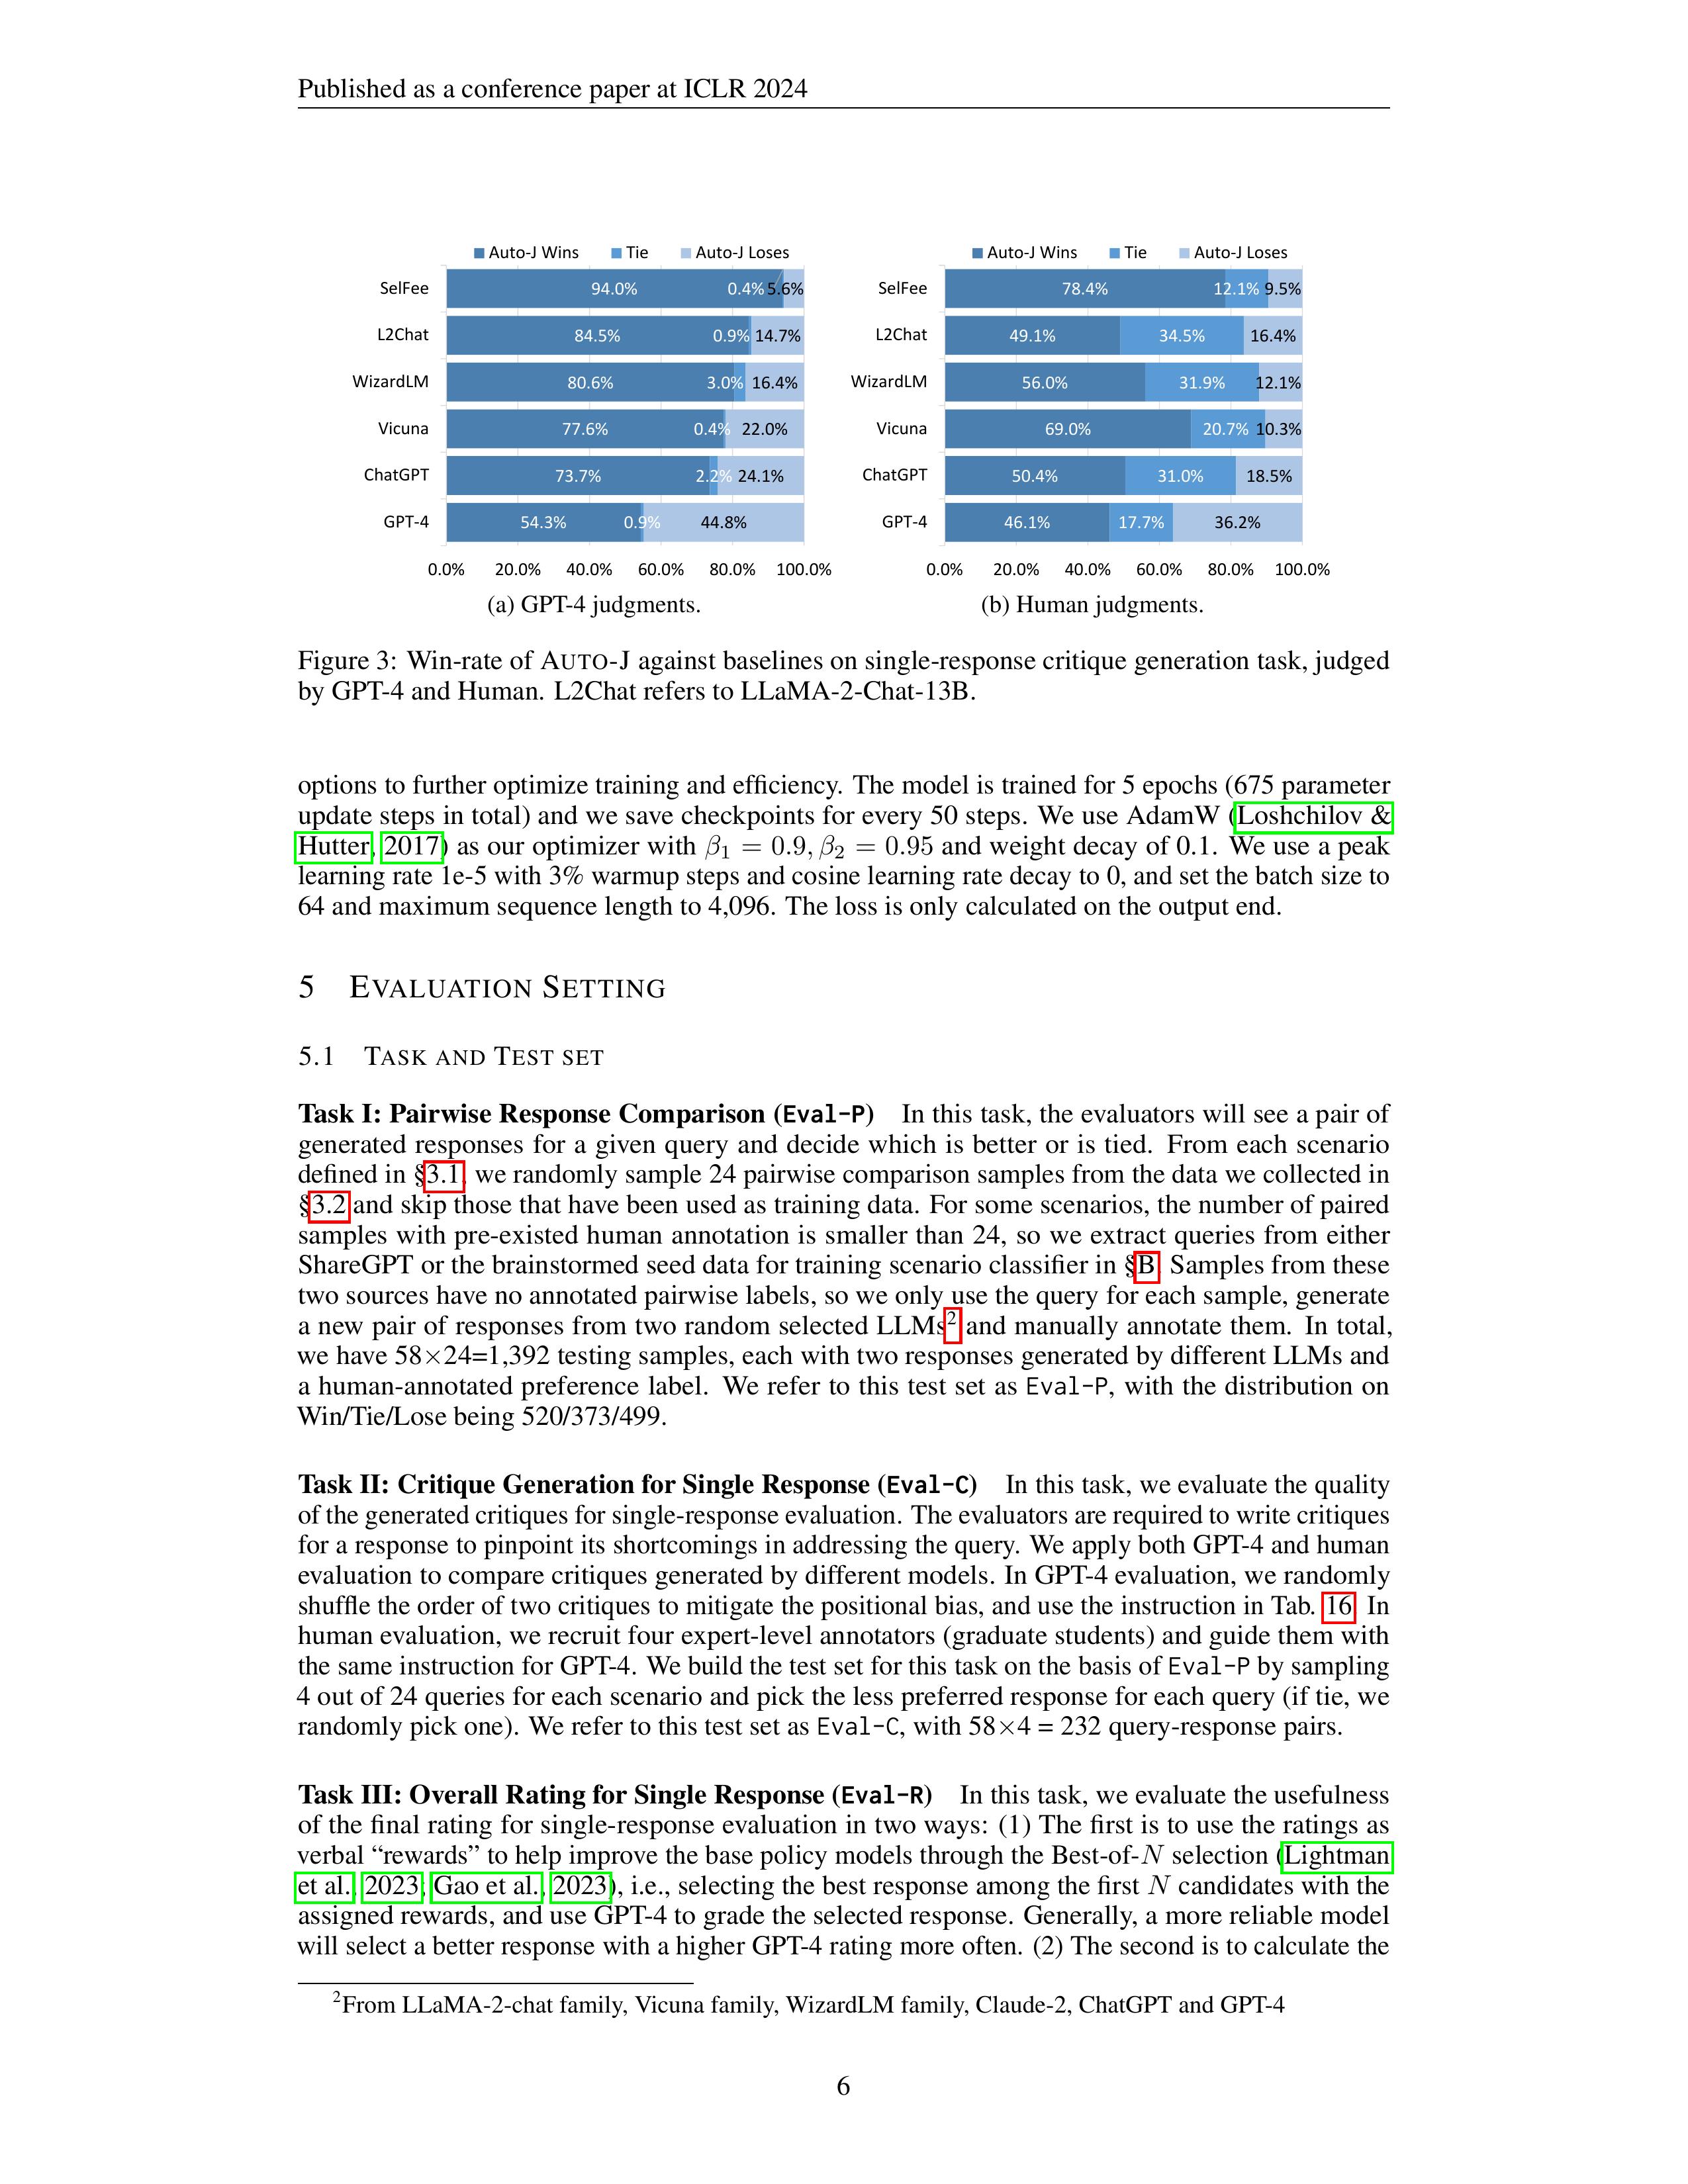 Published as a conference paper at ICLR 2024
Auto-J Wins Tie Auto-J Loses
SelFee 94.0% 0.4% 5.6%
L2Chat 84.5% 0.9% 14.7%
WizardLM 80.6% 3.0% 16.4%
Vicuna 77.6% 0.4% 22.0%
ChatGPT 73.7% 2.2% 24.1%
GPT-4 54.3% 0.9% 44.8%
0.0% 20.0% 40.0% 60.0% 80.0% 100.0%
(a) GPT-4 judgments.
Auto-J Wins Tie Auto-J Loses
SelFee 78.4% 12.1% 9.5%
L2Chat 49.1% 34.5% 16.4%
WizardLM 56.0% 31.9% 12.1%
Vicuna 69.0% 20.7% 10.3%
ChatGPT 50.4% 31.0% 18.5%
GPT-4 46.1% 17.7% 36.2%
0.0% 20.0% 40.0% 60.0% 80.0% 100.0%
(b) Human judgments.
Figure 3: Win-rate of AUTO-J against baselines on single-response critique generation task, judged
by GPT-4 and Human. L2Chat refers to LLaMA-2-Chat-13B.
options to further optimize training and efficiency. The model is trained for 5 epochs (675 parameter
update steps in total) and we save checkpoints for every 50 steps. We use AdamW (Loshchilov &
Hutter, 2017) as our optimizer with β₁ = 0.9, β₂ = 0.95 and weight decay of 0.1. We use a peak
learning rate 1e-5 with 3% warmup steps and cosine learning rate decay to 0, and set the batch size to
64 and maximum sequence length to 4,096. The loss is only calculated on the output end.
5 EVALUATION SETTING
5.1 TASK AND TEST SET
Task I: Pairwise Response Comparison (Eval-P) In this task, the evaluators will see a pair of
generated responses for a given query and decide which is better or is tied. From each scenario
defined in §3.1, we randomly sample 24 pairwise comparison samples from the data we collected in
§3.2 and skip those that have been used as training data. For some scenarios, the number of paired
samples with pre-existed human annotation is smaller than 24, so we extract queries from either
ShareGPT or the brainstormed seed data for training scenario classifier in §B. Samples from these
two sources have no annotated pairwise labels, so we only use the query for each sample, generate
a new pair of responses from two random selected LLMs² and manually annotate them. In total,
we have 58×24=1,392 testing samples, each with two responses generated by different LLMs and
a human-annotated preference label. We refer to this test set as Eval-P, with the distribution on
Win/Tie/Lose being 520/373/499.
Task II: Critique Generation for Single Response (Eval-C) In this task, we evaluate the quality
of the generated critiques for single-response evaluation. The evaluators are required to write critiques
for a response to pinpoint its shortcomings in addressing the query. We apply both GPT-4 and human
evaluation to compare critiques generated by different models. In GPT-4 evaluation, we randomly
shuffle the order of two critiques to mitigate the positional bias, and use the instruction in Tab. 16. In
human evaluation, we recruit four expert-level annotators (graduate students) and guide them with
the same instruction for GPT-4. We build the test set for this task on the basis of Eval-P by sampling
4 out of 24 queries for each scenario and pick the less preferred response for each query (if tie, we
randomly pick one). We refer to this test set as Eval-C, with 58×4 = 232 query-response pairs.
Task III: Overall Rating for Single Response (Eval-R) In this task, we evaluate the usefulness
of the final rating for single-response evaluation in two ways: (1) The first is to use the ratings as
verbal “rewards” to help improve the base policy models through the Best-of-N selection (Lightman
et al., 2023; Gao et al., 2023), i.e., selecting the best response among the first N candidates with the
assigned rewards, and use GPT-4 to grade the selected response. Generally, a more reliable model
will select a better response with a higher GPT-4 rating more often. (2) The second is to calculate the
²From LLaMA-2-chat family, Vicuna family, WizardLM family, Claude-2, ChatGPT and GPT-4
6